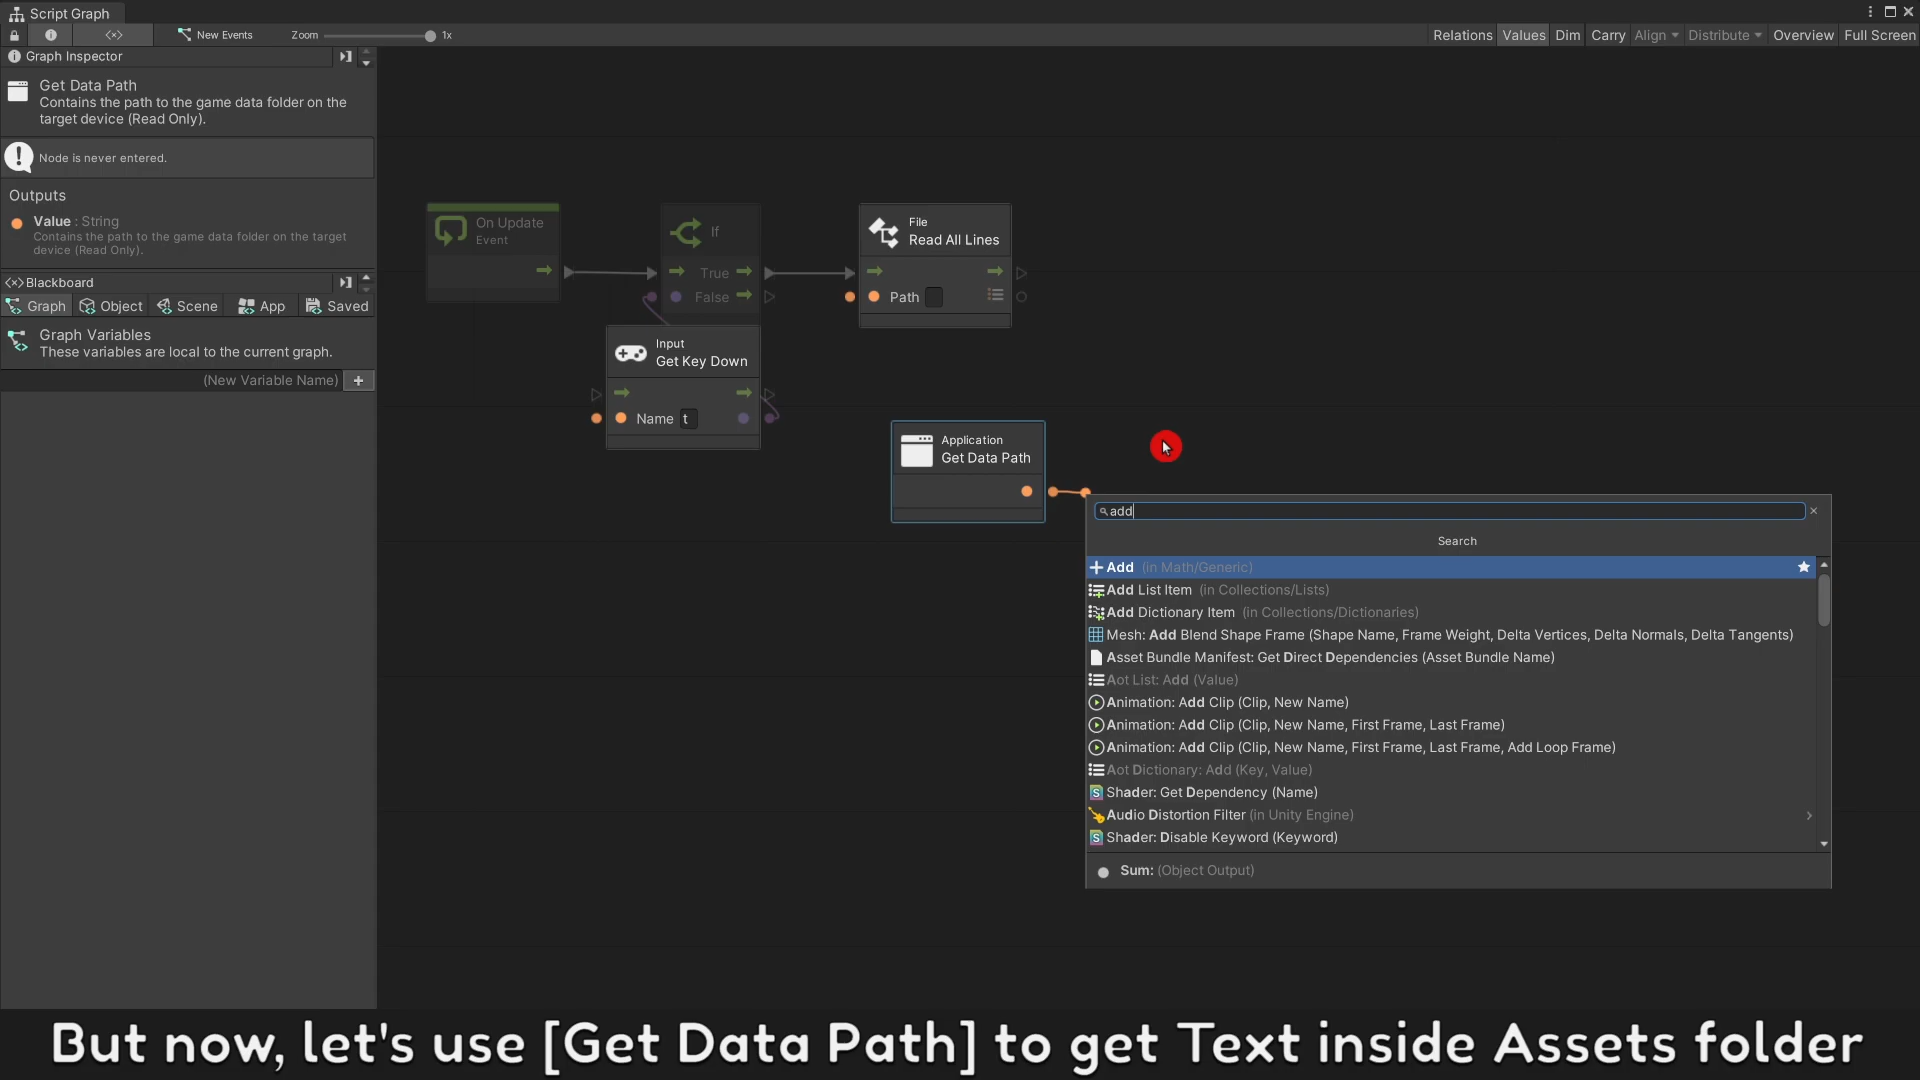 Script Graph
New Events
Zoom
1x
Relations
Values
Dim
Carry
Align
Distribute
Overview
Full Screen
Graph Inspector
Get Data Path
Contains the path to the game data folder on the
target device (Read Only).
Node is never entered.
Outputs
Value : String
Contains the path to the game data folder on the target
device (Read Only).
<x> Blackboard
Graph
Object
Scene
App
Saved
Graph Variables
These variables are local to the current graph.
(New Variable Name)
On Update
Event
If
True
False
File
Read All Lines
Path
Input
Get Key Down
Name t
Application
Get Data Path
add
Search
Add (in Math/Generic)
Add List Item (in Collections/Lists)
Add Dictionary Item (in Collections/Dictionaries)
Mesh: Add Blend Shape Frame (Shape Name, Frame Weight, Delta Vertices, Delta Normals, Delta Tangents)
Asset Bundle Manifest: Get Direct Dependencies (Asset Bundle Name)
Aot List: Add (Value)
Animation: Add Clip (Clip, New Name)
Animation: Add Clip (Clip, New Name, First Frame, Last Frame)
Animation: Add Clip (Clip, New Name, First Frame, Last Frame, Add Loop Frame)
Aot Dictionary: Add (Key, Value)
Shader: Get Dependency (Name)
Audio Distortion Filter (in Unity Engine)
Shader: Disable Keyword (Keyword)
Sum: (Object Output)
But now, let's use [Get Data Path] to get Text inside Assets folder